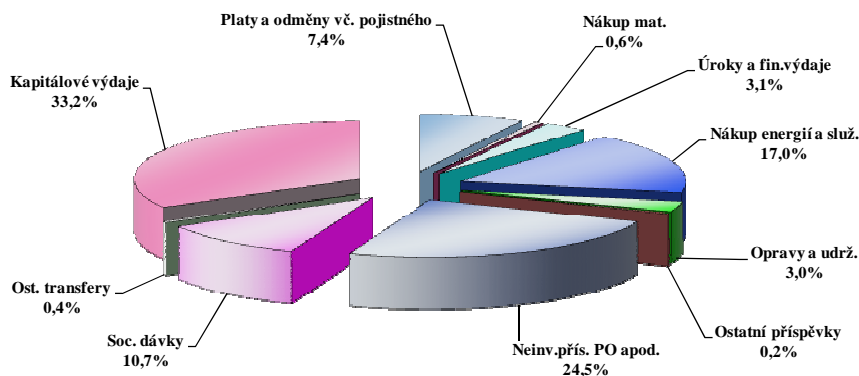 Platy a odměny vč. pojistného
7,4%
Nákup mat.
0,6%
Úroky a fin.výdaje
3,1%
Nákup energií a služ.
17,0%
Opravy a udrž.
3,0%
Ostatní příspěvky
0,2%
Neinv.přís. PO apod.
24,5%
Soc. dávky
10,7%
Ost. transfery
0,4%
Kapitálové výdaje
33,2%